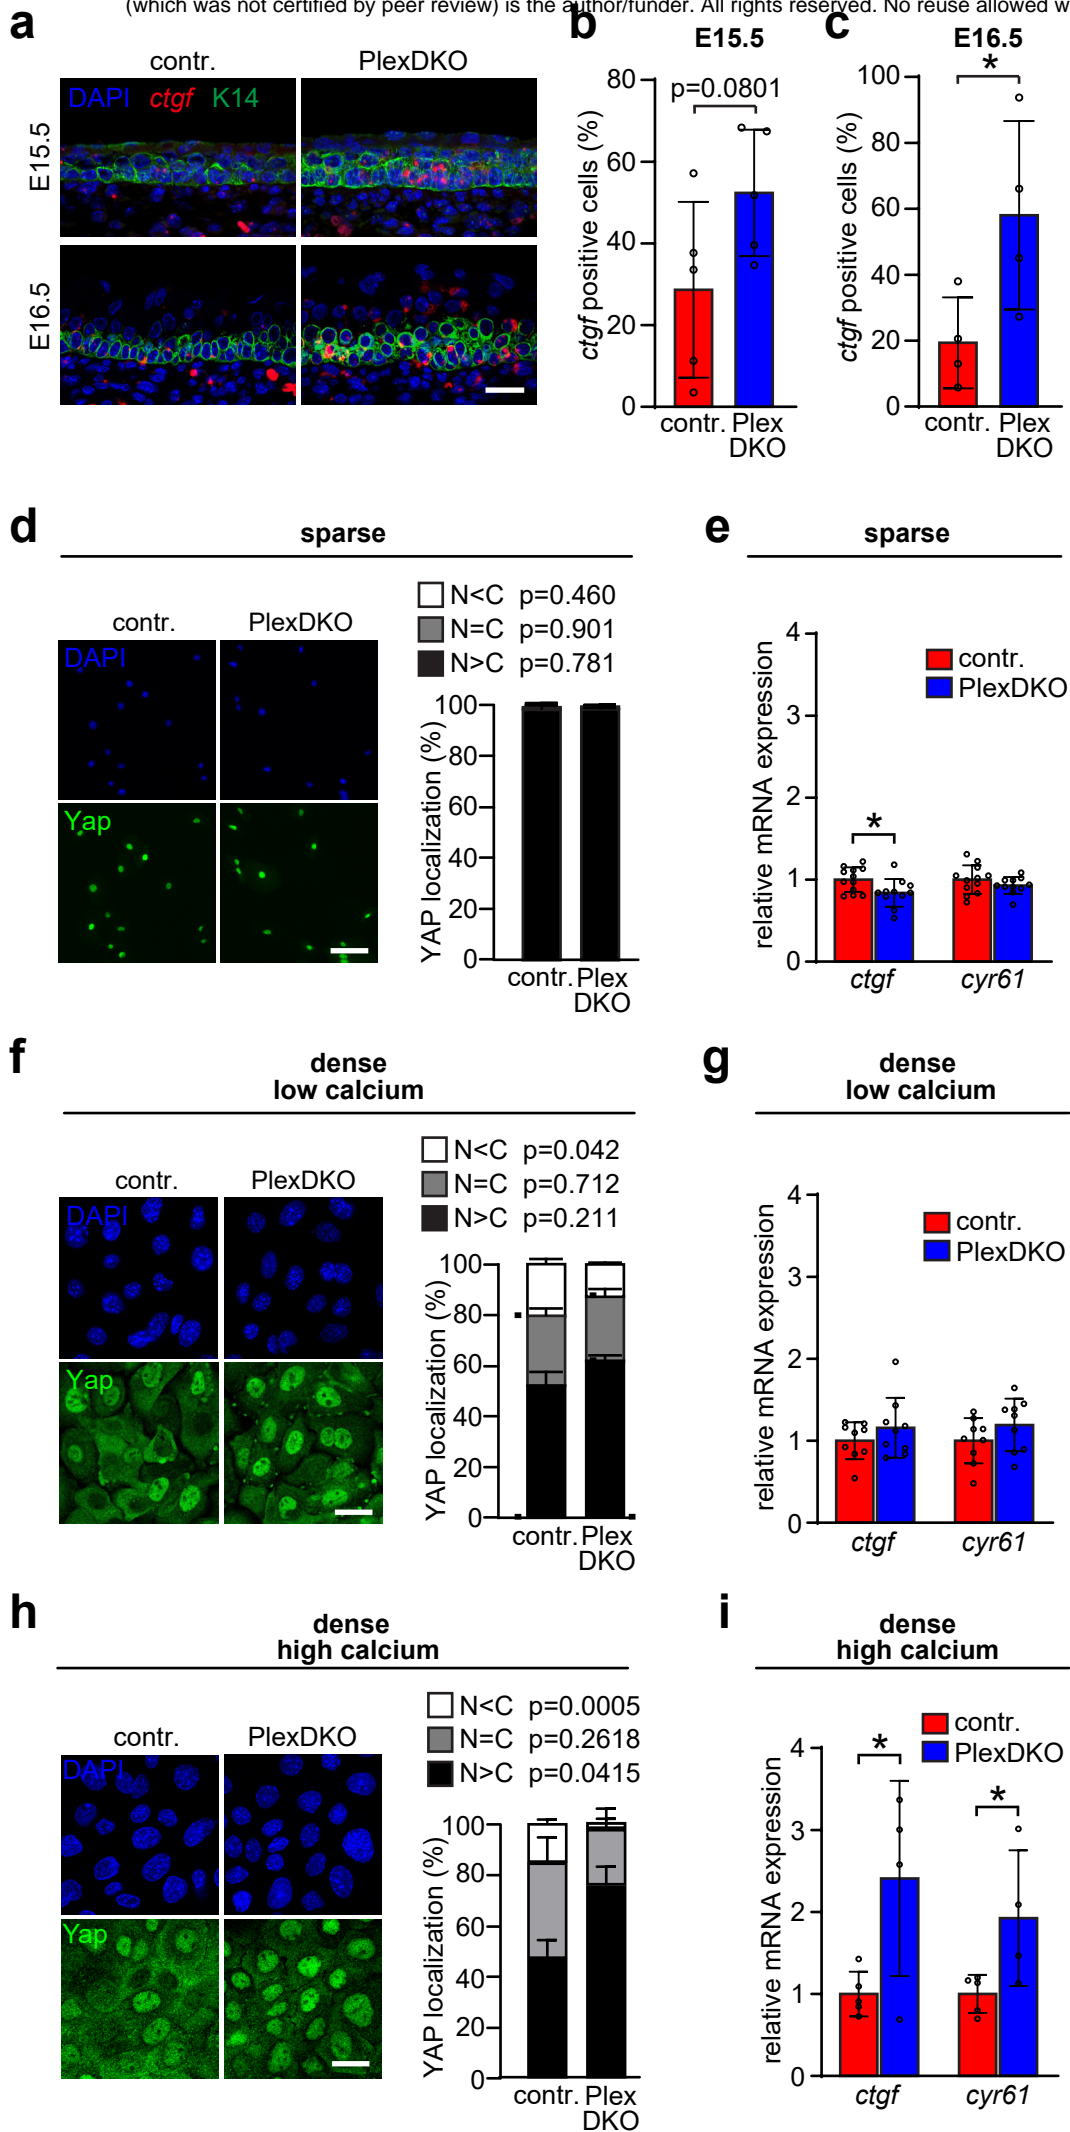 (which was not certified by peer review) is the author/funder. All rights reserved. No reuse allowed w
a
contr.
PlexDKO
DAPI ctgf K14
E15.5
E16.5
b
E15.5
p=0.0801
ctgf positive cells (%)
80
60
40
20
0
contr. Plex
DKO
c
E16.5
*
ctgf positive cells (%)
100
80
60
40
20
0
contr. Plex
DKO
d
sparse
contr.
PlexDKO
DAPI
Yap
N<C p=0.460
N=C p=0.901
N>C p=0.781
YAP localization (%)
100
80
60
40
20
0
contr. Plex
DKO
e
sparse
contr.
PlexDKO
relative mRNA expression
4
3
2
1
0
*
ctgf cyr61
f
dense
low calcium
contr.
PlexDKO
DAPI
Yap
N<C p=0.042
N=C p=0.712
N>C p=0.211
YAP localization (%)
100
80
60
40
20
0
contr. Plex
DKO
g
dense
low calcium
contr.
PlexDKO
relative mRNA expression
4
3
2
1
0
ctgf cyr61
h
dense
high calcium
contr.
PlexDKO
DAPI
Yap
N<C p=0.0005
N=C p=0.2618
N>C p=0.0415
YAP localization (%)
100
80
60
40
20
0
contr. Plex
DKO
i
dense
high calcium
contr.
PlexDKO
relative mRNA expression
4
3
2
1
0
*
*
ctgf cyr61